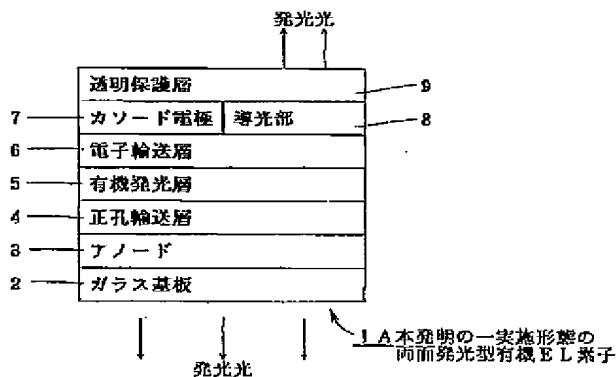 発光光
透明保護層 9
7 カソード電極 導光部 8
6 電子輸送層
5 有機発光層
4 正孔輸送層
3 アノード
2 ガラス基板
発光光
1A本発明の一実施形態の
両面発光型有機EL素子